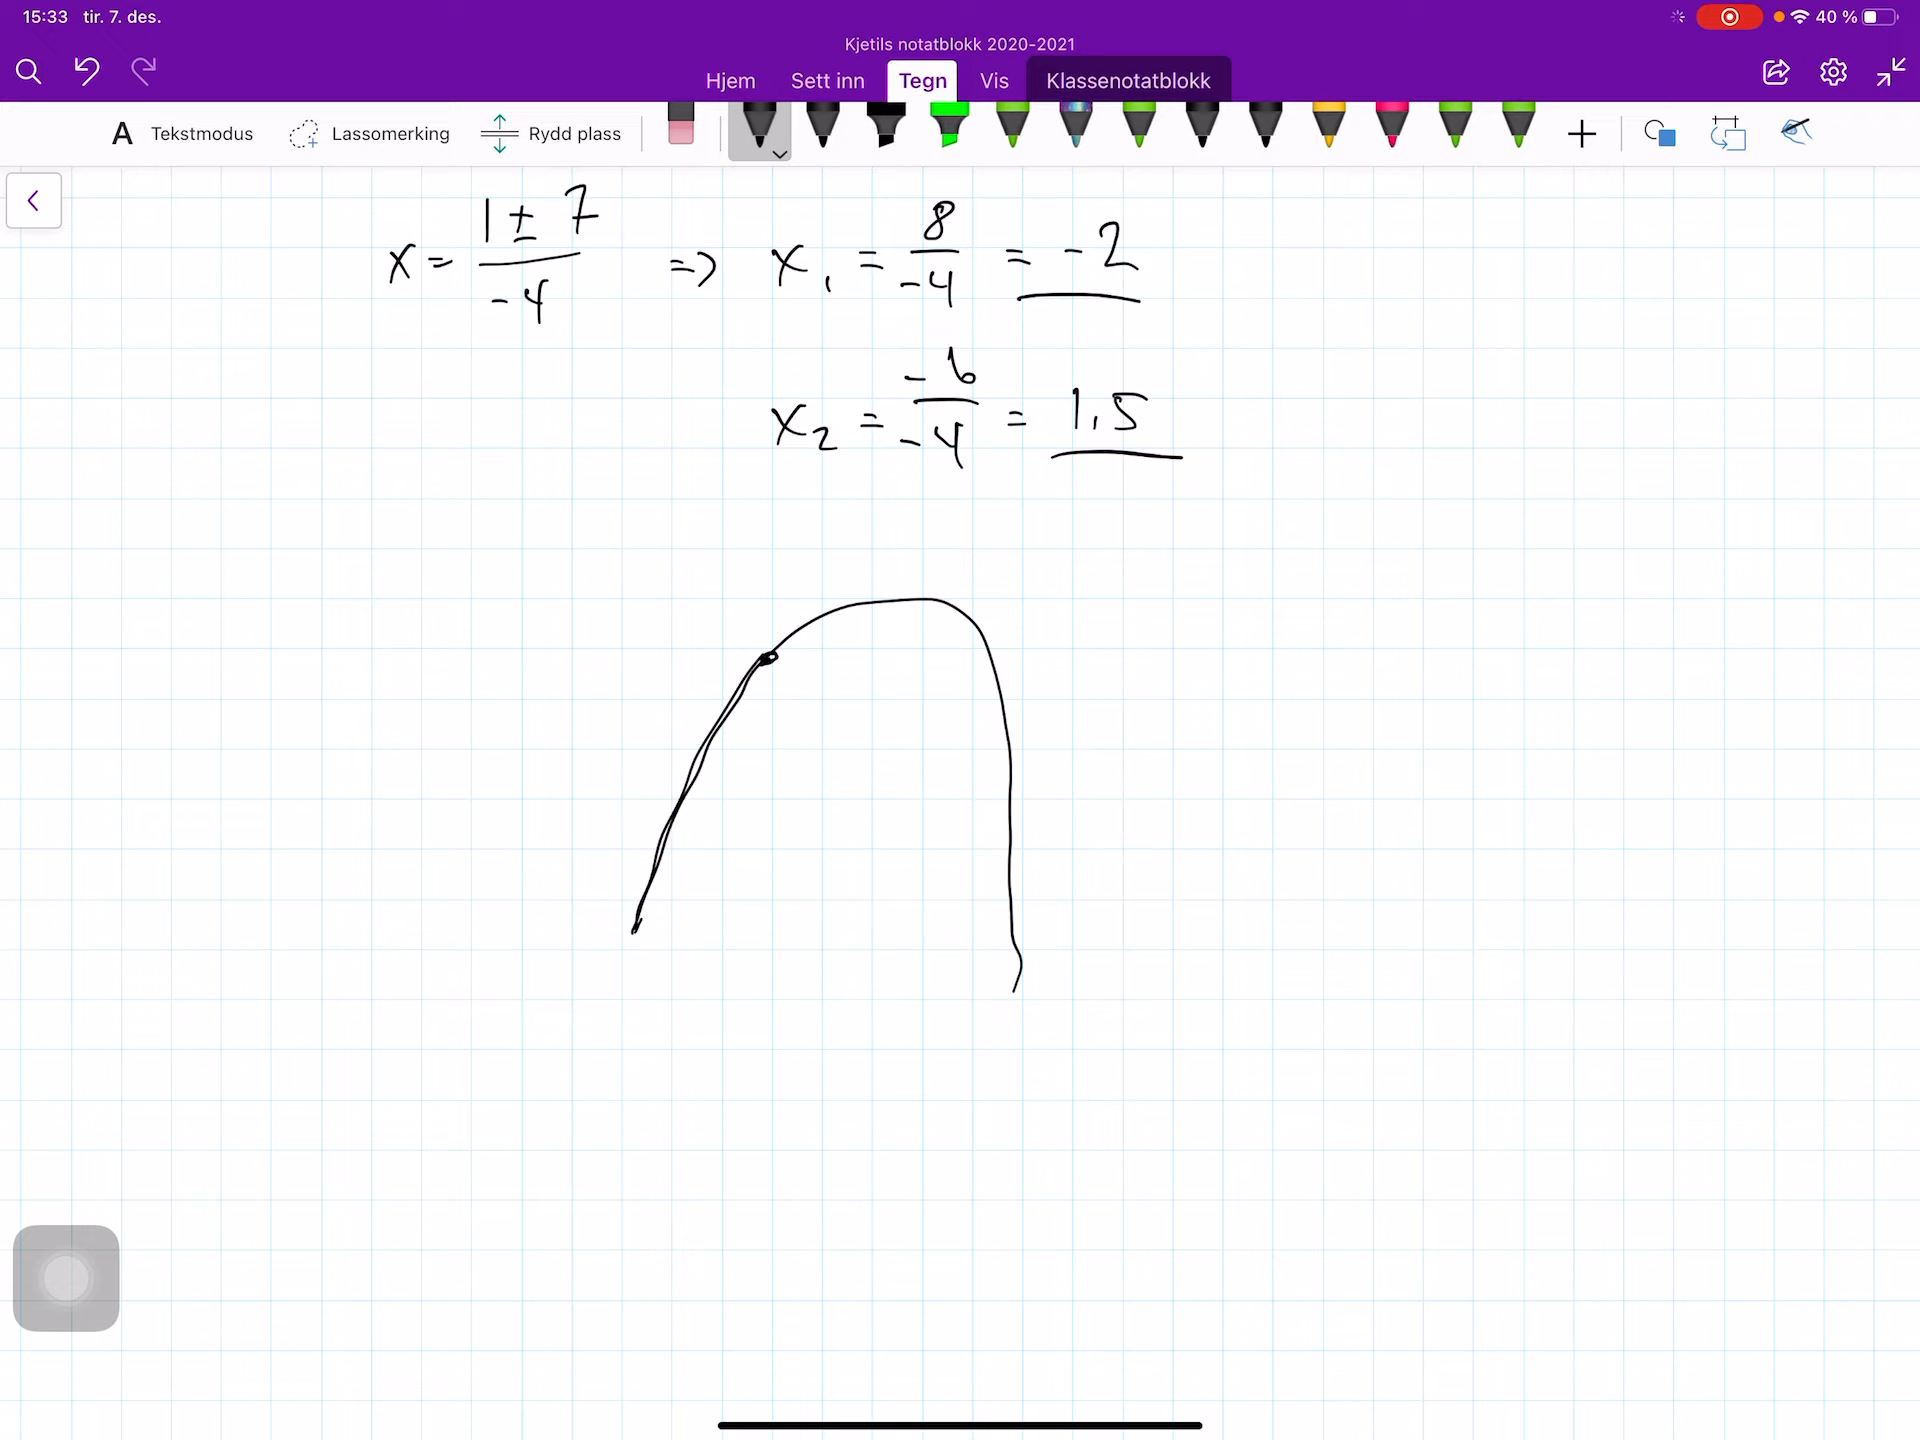 15:33 tir. 7. des. 40 %
Kjetils notatblokk 2020-2021
Hjem Sett inn Tegn Vis Klassenotatblokk
A Tekstmodus Lassomerking Rydd plass
x = (1 ± 7)/(-4) => x₁ = 8/(-4) = -2
x₂ = -6/-4 = 1,5